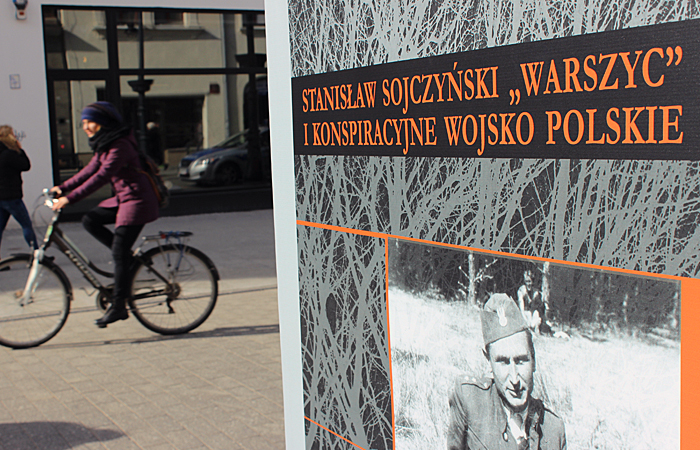 STANISŁAW SOJCZYŃSKI „WARSZYC”
I KONSPIRACYJNE WOJSKO POLSKIE